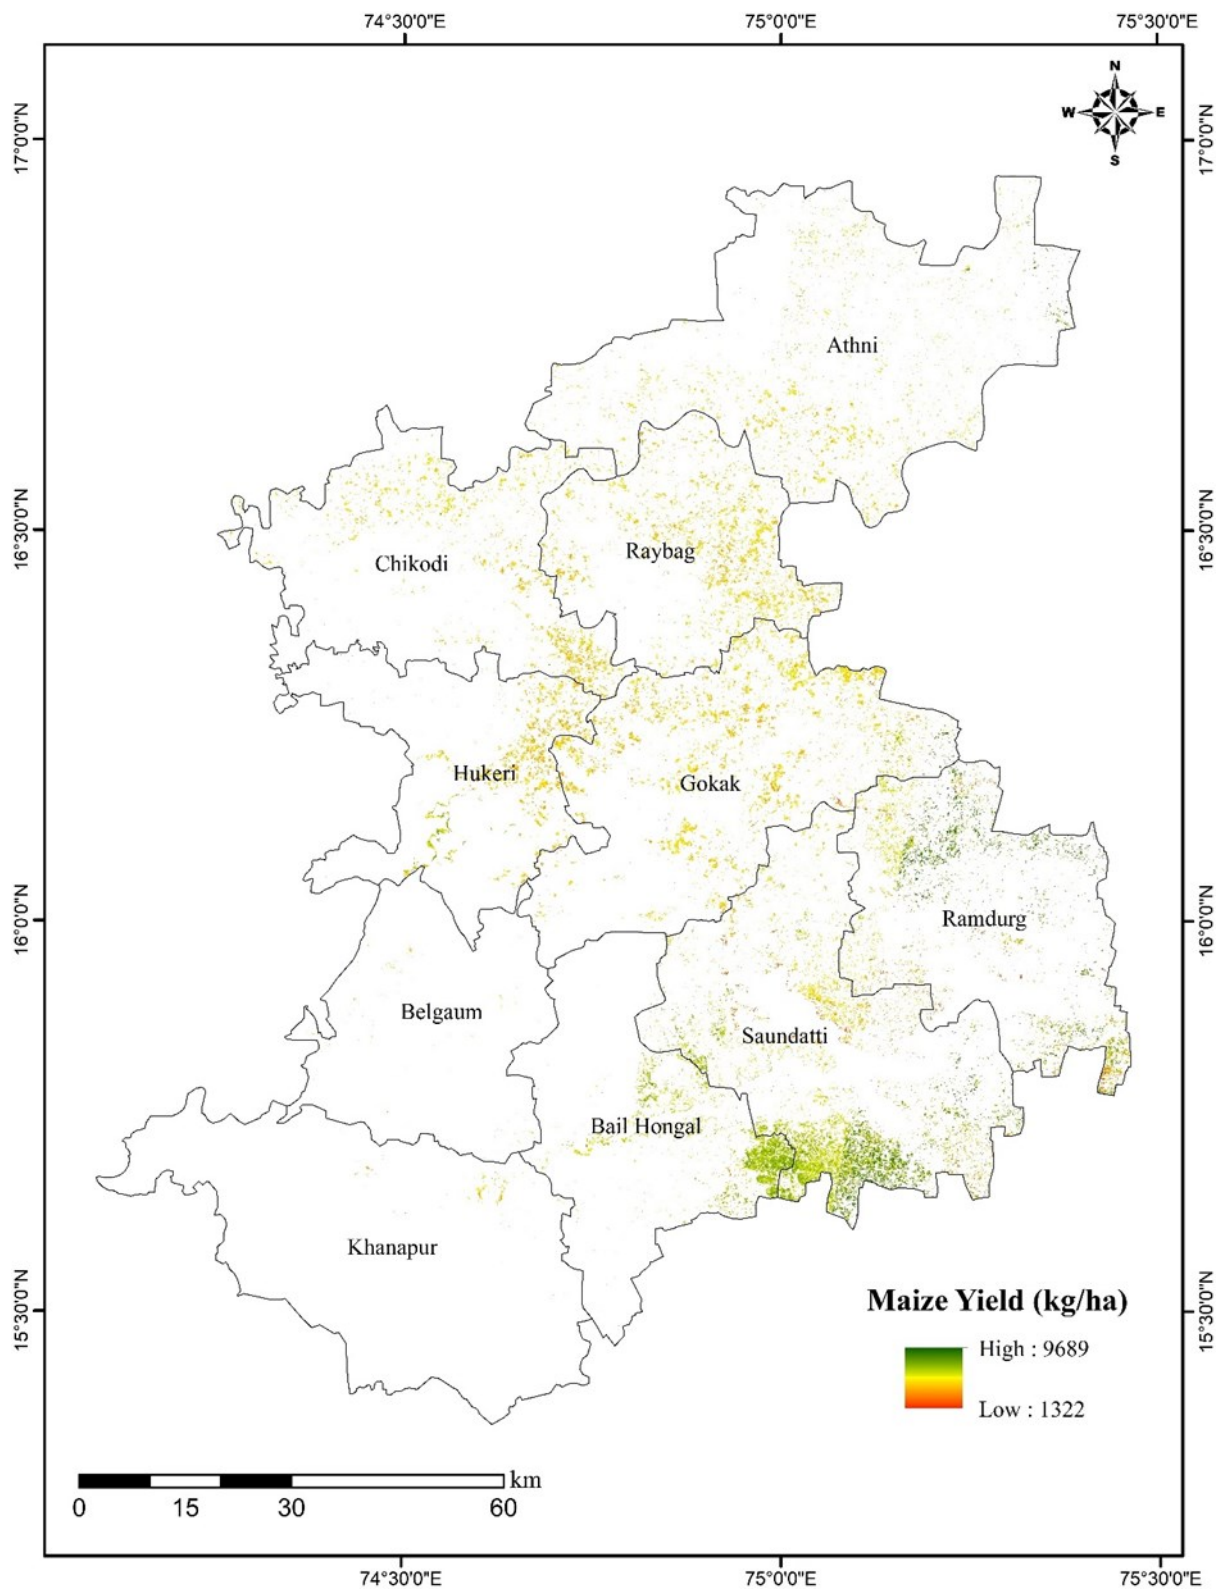 74°30'0"E 75°0'0"E 75°30'0"E
N
W E
S
17°0'0"N 17°0'0"N
Athni
16°30'0"N 16°30'0"N
Chikodi Raybag
Hukeri Gokak
16°0'0"N Ramdurg 16°0'0"N
Belgaum Saundatti
Bail Hongal
Khanapur
15°30'0"N 15°30'0"N
Maize Yield (kg/ha)
High : 9689
Low : 1322
km
0 15 30 60
74°30'0"E 75°0'0"E 75°30'0"E